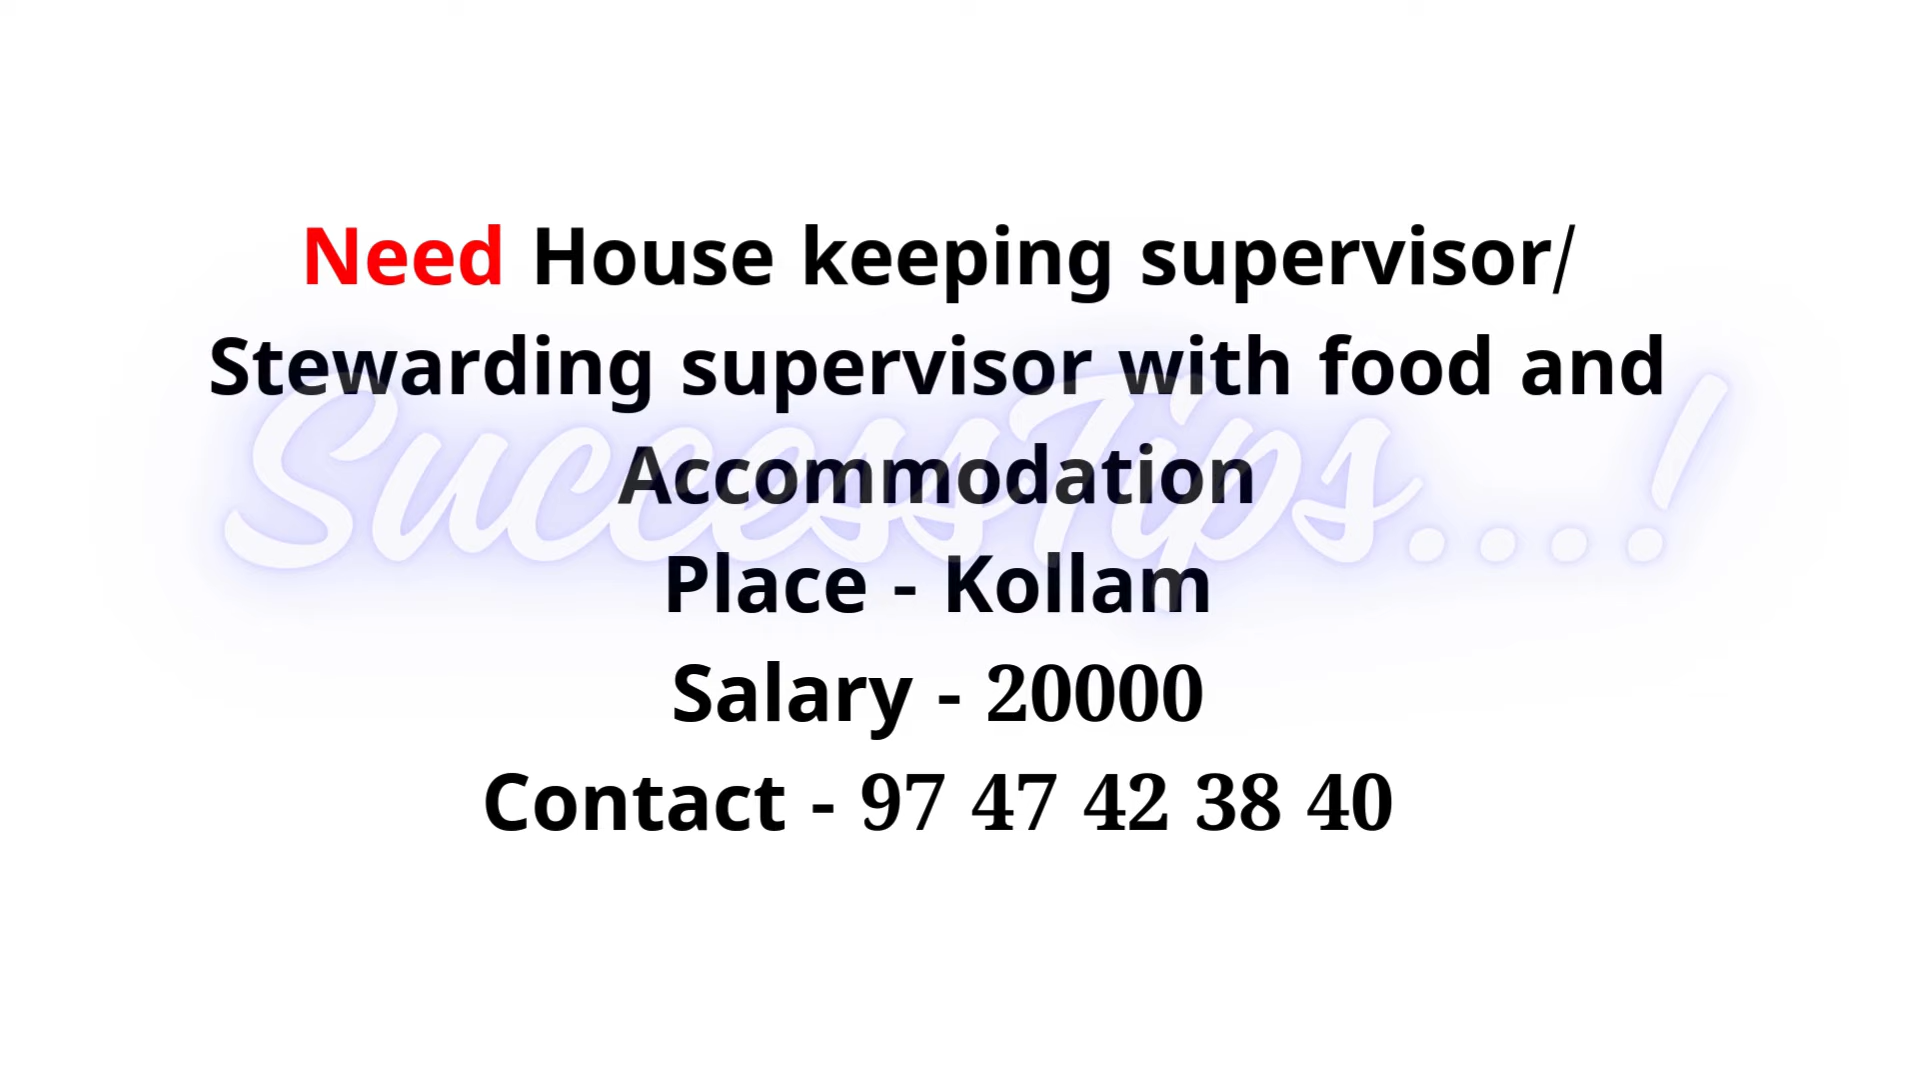 Need House keeping supervisor/
Stewarding supervisor with food and
Accommodation
SuccessTips...!
Place - Kollam
Salary - 20000
Contact - 97 47 42 38 40